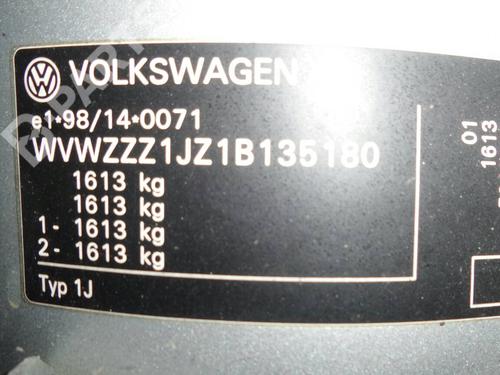 VOLKSWAGEN
e1*98/14*0071
WVWZZZ1JZ1B135180
1613 kg
1613 kg
1- 1613 kg
2- 1613 kg
Typ 1J
01
1613